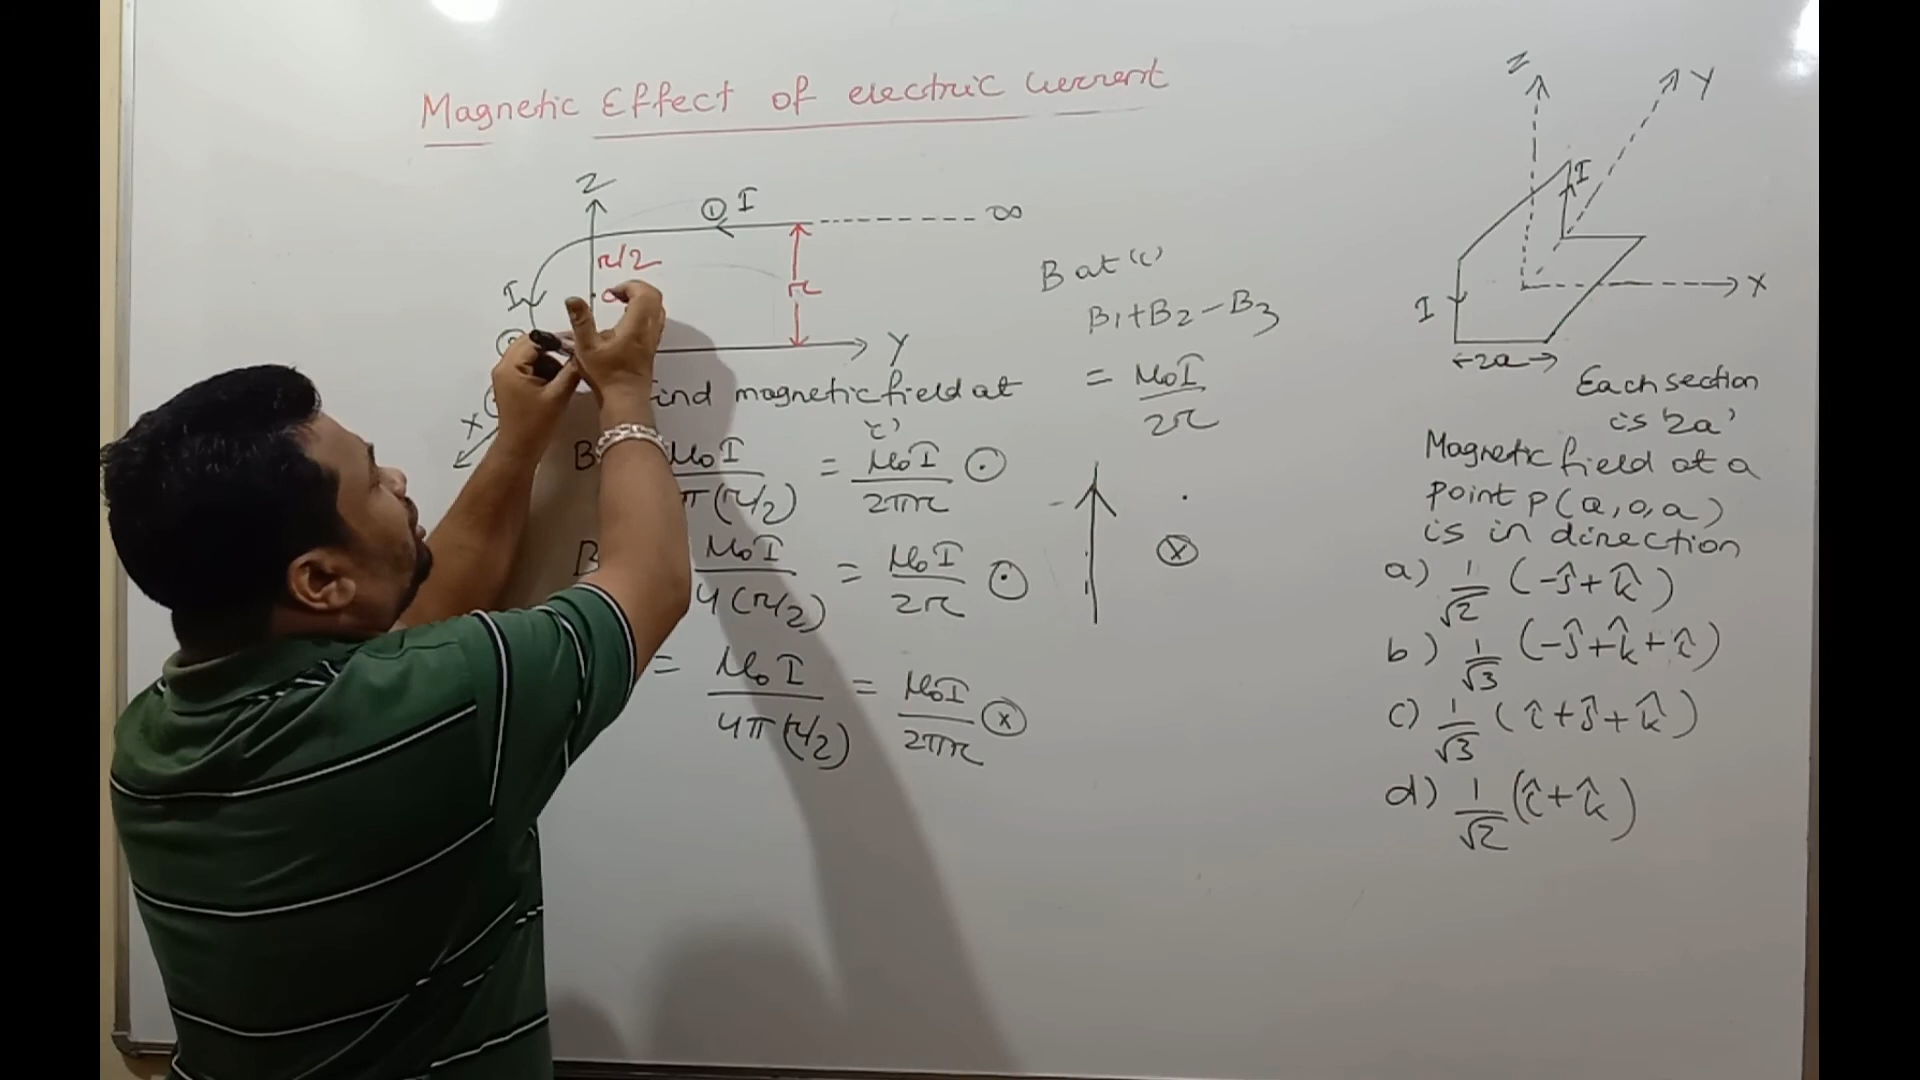 Magnetic Effect of electric current
Z
① I
∞
r/2
r
I
Y
X
find magnetic field at
'c'
μ₀I = μ₀I ⊙
π(r/2) 2πr
μ₀I = μ₀I ⊙
4(r/2) 2r
= μ₀I = μ₀I ⊗
4π(r/2) 2πr
B at 'c'
B₁+B₂-B₃
= μ₀I
2r
⊗
Z
Y
I
X
I
2a
Each section
is '2a'
Magnetic field at a
point P(a,0,a)
is in direction
a) 1/√2 (-ĵ+k̂)
b) 1/√3 (-ĵ+k̂+î)
c) 1/√3 (î+ĵ+k̂)
d) 1/√2 (î+k̂)